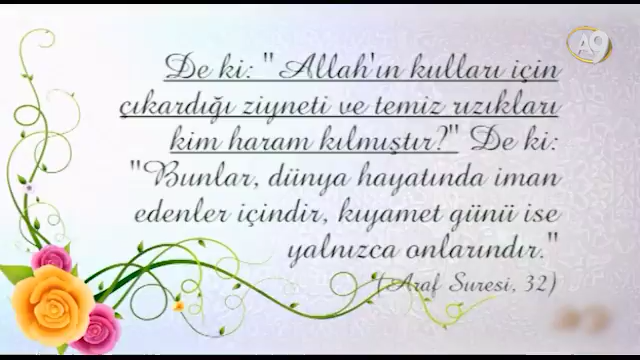 A9
De ki: " Allah'ın kulları için
çıkardığı ziyneti ve temiz rızıkları
kim haram kılmıştır?" De ki:
"Bunlar, dünya hayatında iman
edenler içindir, kıyamet günü ise
yalnızca onlarındır."
(Araf Suresi, 32)